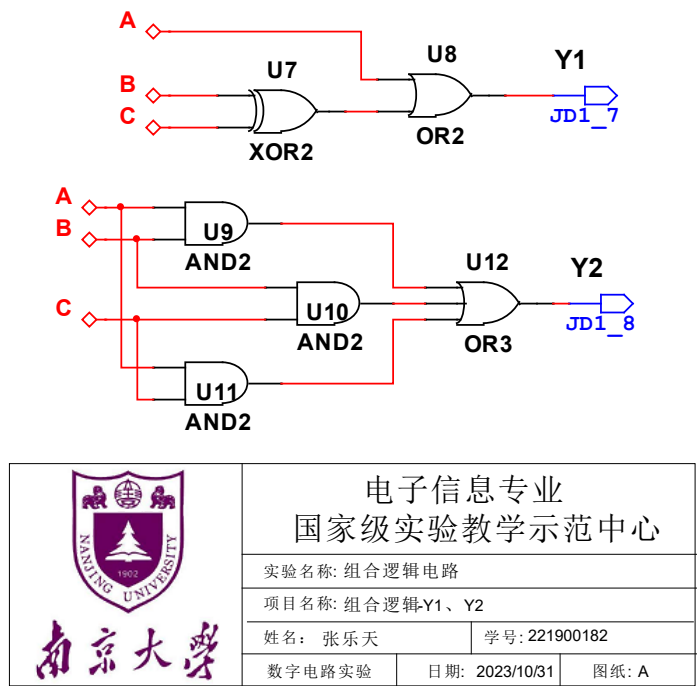 A
U8
Y1
U7
B
C
JD1_7
OR2
XOR2
A
B
U9
AND2
U12
Y2
C
U10
JD1_8
AND2
OR3
U11
AND2
电子信息专业
国家级实验教学示范中心
NANJING UNIVERSITY
1902
南京大学
实验名称: 组合逻辑电路
项目名称: 组合逻辑-Y1、Y2
姓名: 张乐天 学号: 221900182
数字电路实验 日期: 2023/10/31 图纸: A